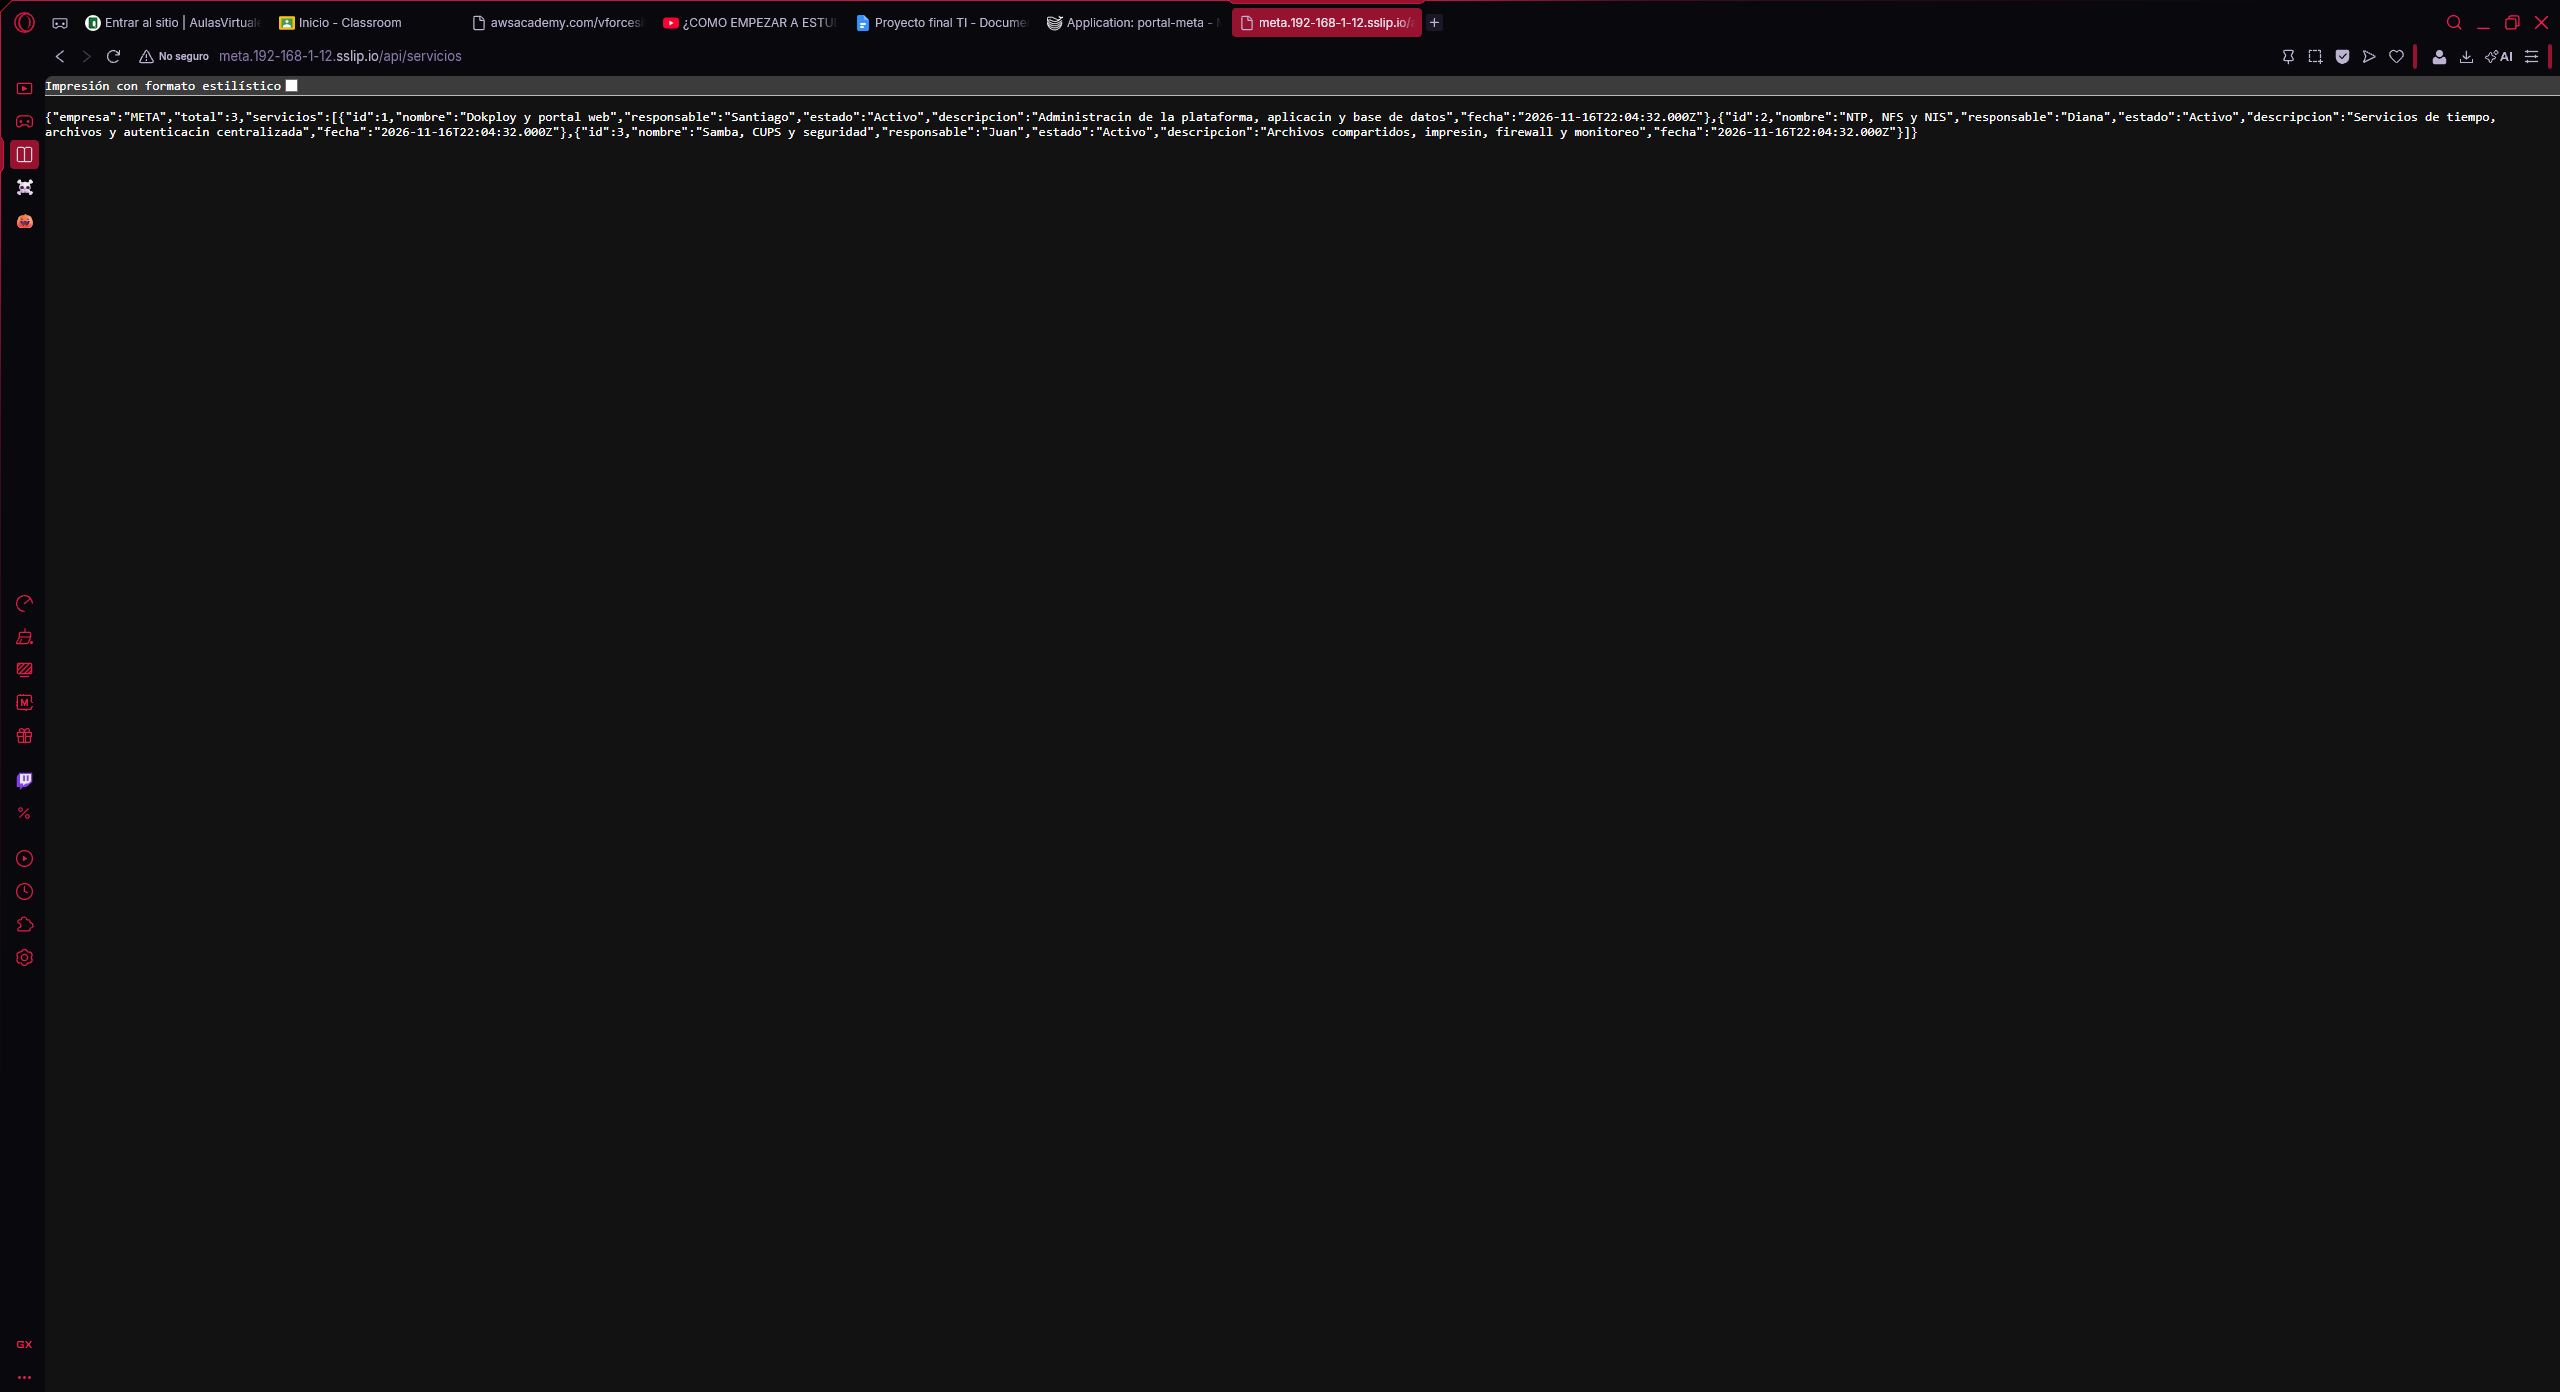 Entrar al sitio | AulasVirtuale
Inicio - Classroom
awsacademy.com/vforcesi
¿COMO EMPEZAR A ESTU
Proyecto final TI - Docume
Application: portal-meta -
meta.192-168-1-12.sslip.io/
No seguro
meta.192-168-1-12.sslip.io/api/servicios
AI
Impresión con formato estilístico
{"empresa":"META","total":3,"servicios":[{"id":1,"nombre":"Dokploy y portal web","responsable":"Santiago","estado":"Activo","descripcion":"Administracin de la plataforma, aplicacin y base de datos","fecha":"2026-11-16T22:04:32.000Z"},{"id":2,"nombre":"NTP, NFS y NIS","responsable":"Diana","estado":"Activo","descripcion":"Servicios de tiempo,
archivos y autenticacin centralizada","fecha":"2026-11-16T22:04:32.000Z"},{"id":3,"nombre":"Samba, CUPS y seguridad","responsable":"Juan","estado":"Activo","descripcion":"Archivos compartidos, impresin, firewall y monitoreo","fecha":"2026-11-16T22:04:32.000Z"}]}
M
GX